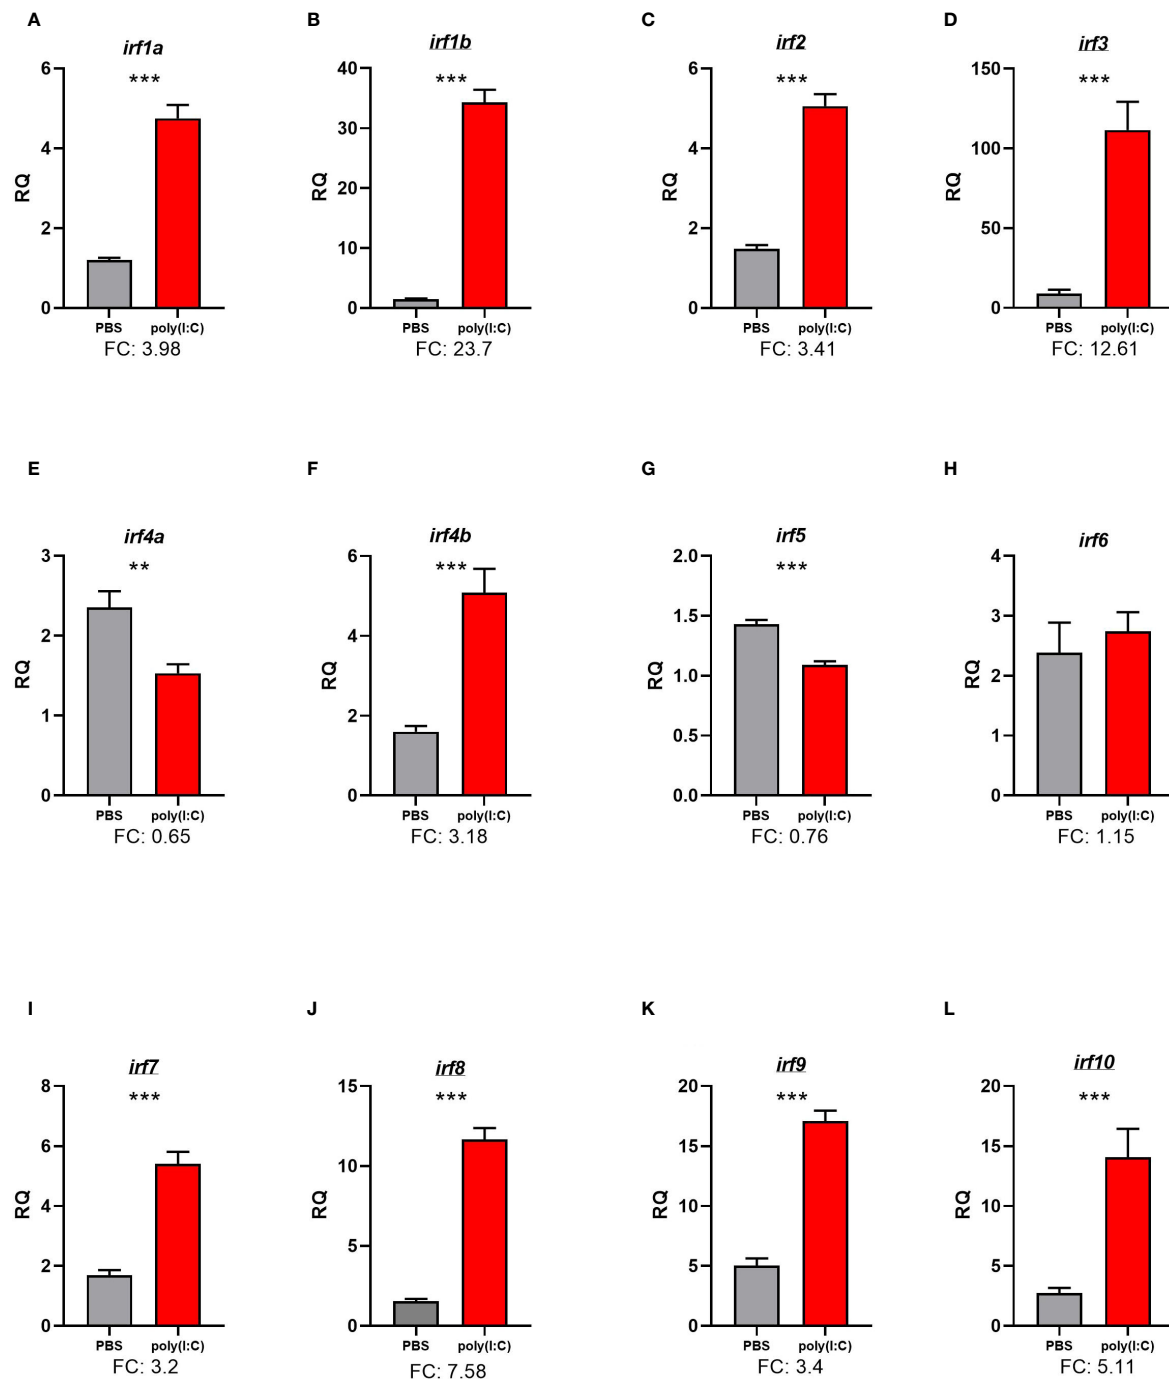 A
irf1a
***
6
4
2
0
RQ
PBS poly(I:C)
FC: 3.98
B
irf1b
***
40
30
20
10
0
RQ
PBS poly(I:C)
FC: 23.7
C
irf2
***
6
4
2
0
RQ
PBS poly(I:C)
FC: 3.41
D
irf3
***
150
100
50
0
RQ
PBS poly(I:C)
FC: 12.61
E
irf4a
**
3
2
1
0
RQ
PBS poly(I:C)
FC: 0.65
F
irf4b
***
6
4
2
0
RQ
PBS poly(I:C)
FC: 3.18
G
irf5
***
2.0
1.5
1.0
0.5
0.0
RQ
PBS poly(I:C)
FC: 0.76
H
irf6
4
3
2
1
0
RQ
PBS poly(I:C)
FC: 1.15
I
irf7
***
8
6
4
2
0
RQ
PBS poly(I:C)
FC: 3.2
J
irf8
***
15
10
5
0
RQ
PBS poly(I:C)
FC: 7.58
K
irf9
***
20
15
10
5
0
RQ
PBS poly(I:C)
FC: 3.4
L
irf10
***
20
15
10
5
0
RQ
PBS poly(I:C)
FC: 5.11